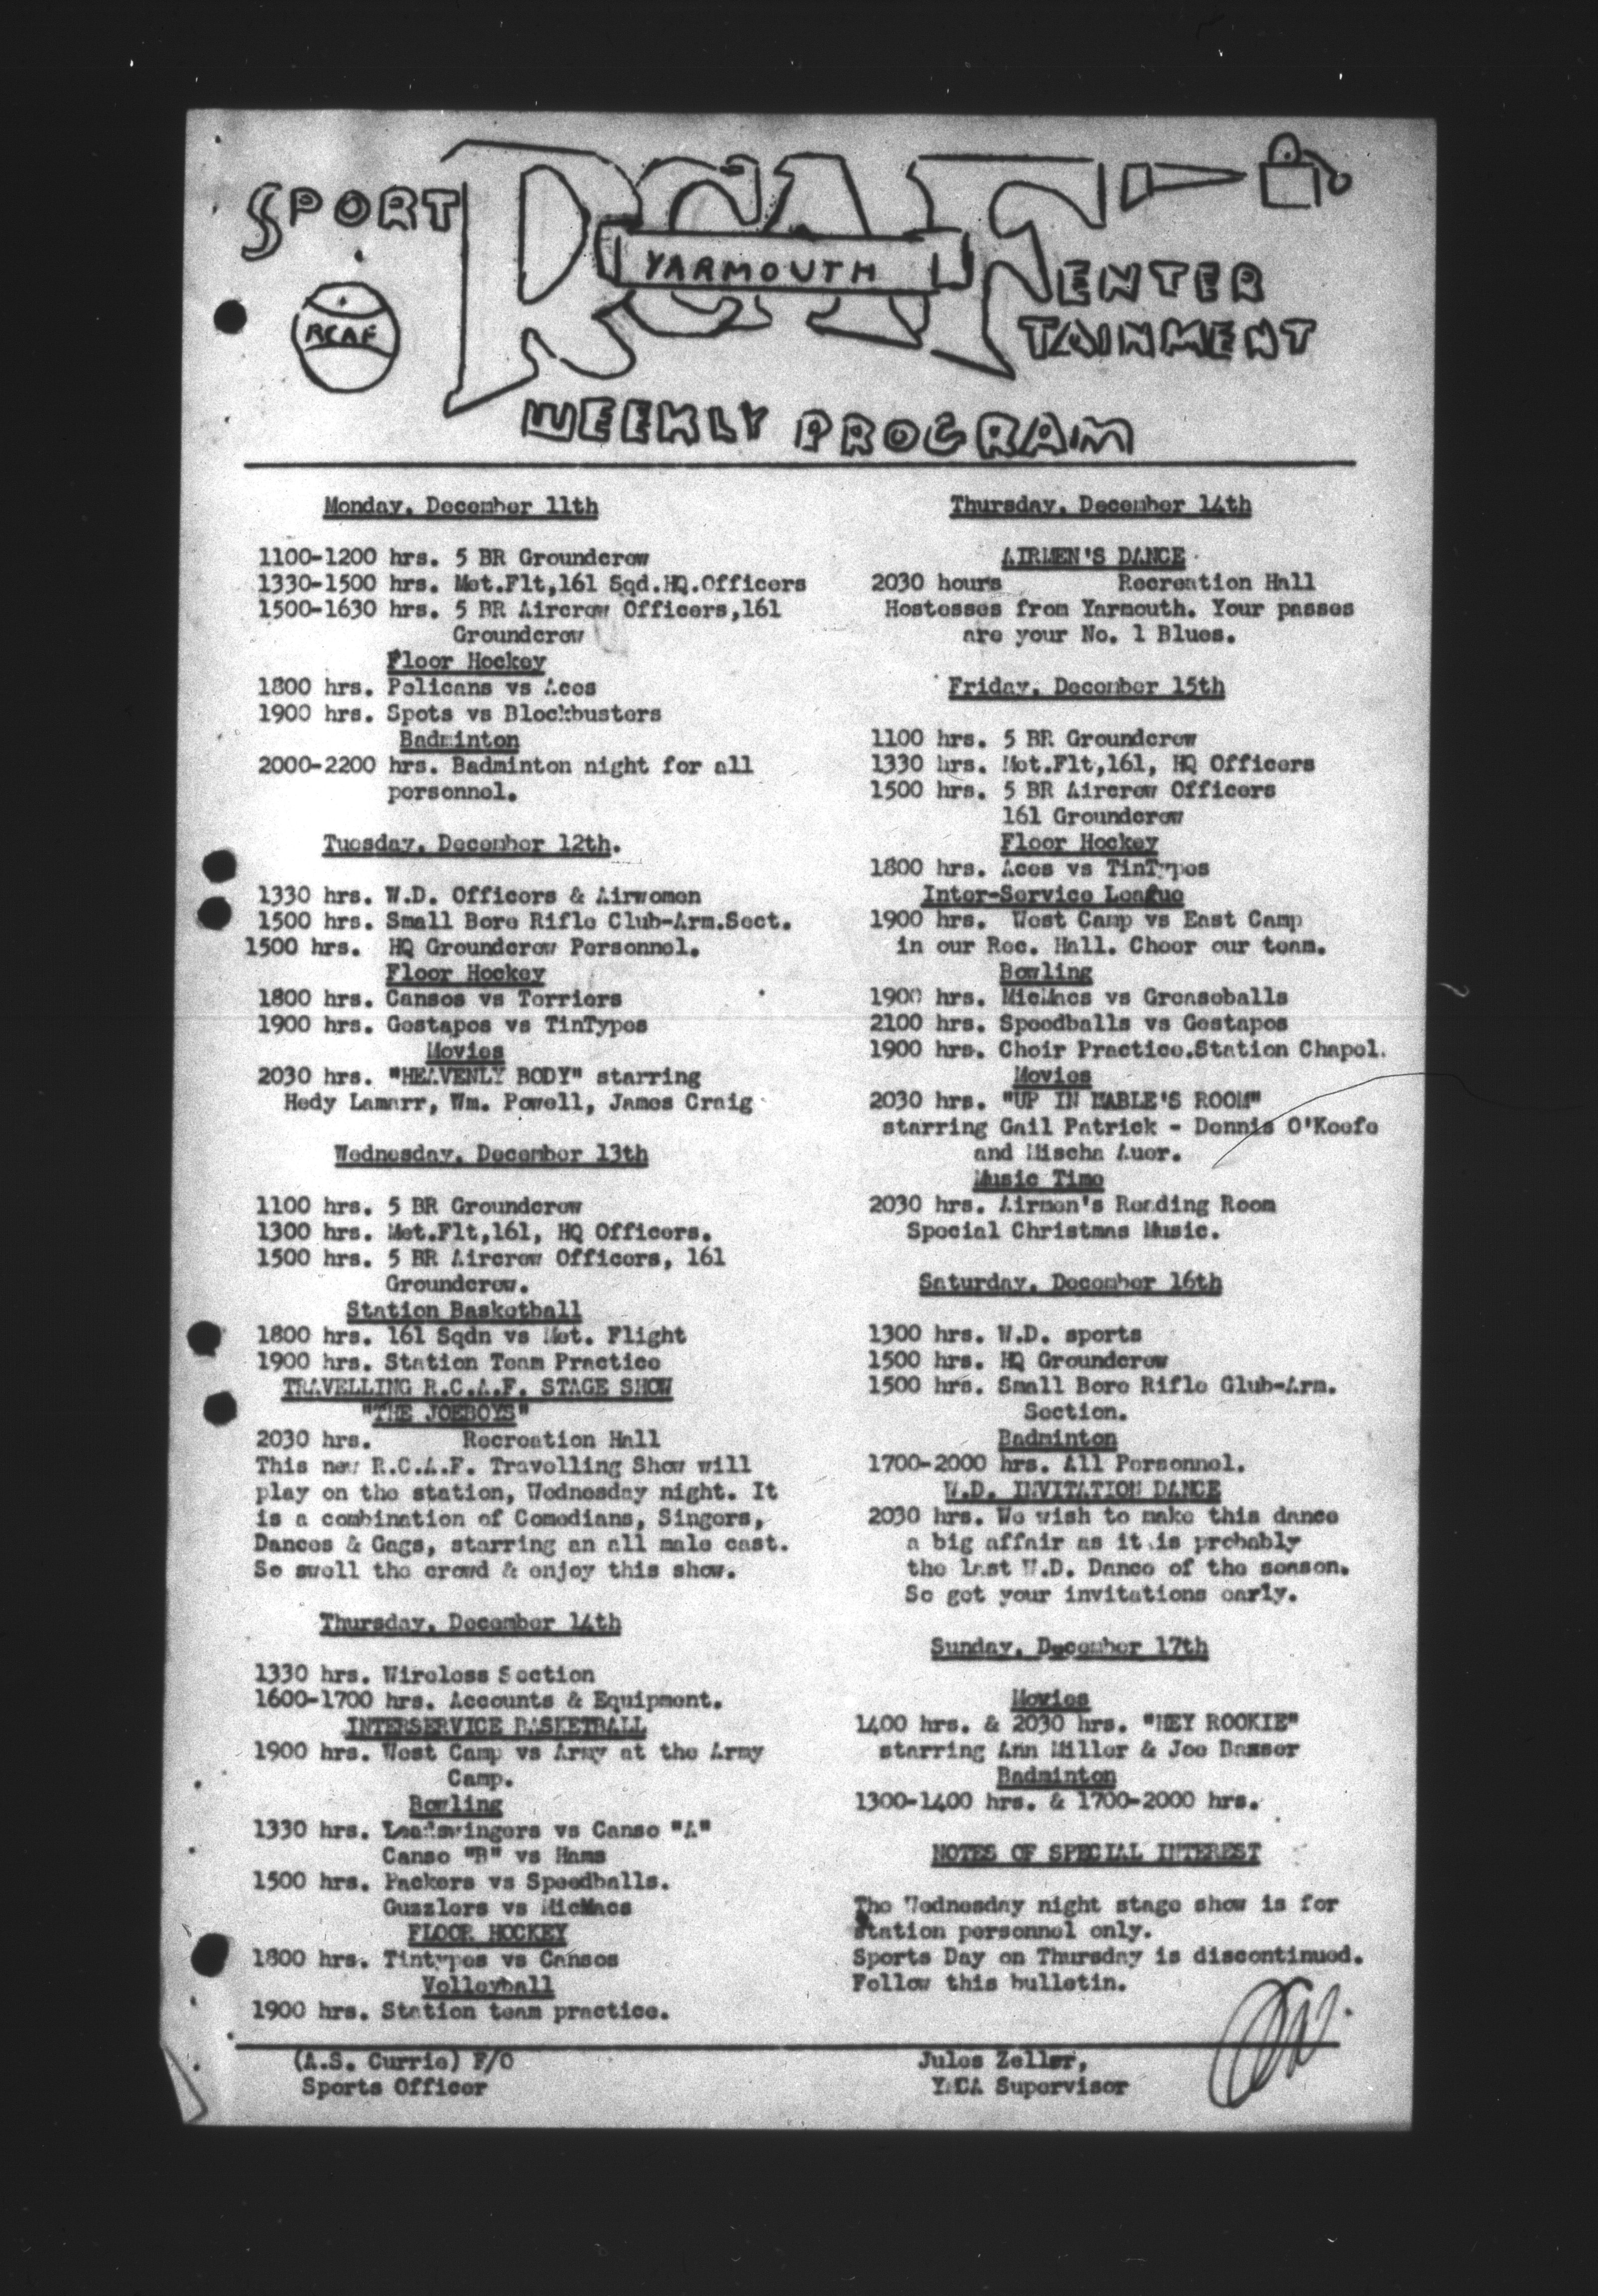 SPORT
RCAF
YARMOUTH
ENTER
TAINMENT
RCAF
WEEKLY PROGRAM
Monday, December 11th
1100-1200 hrs. 5 BR Groundcrew
1330-1500 hrs. Met.Flt,161 Sqd.HQ.Officers
1500-1630 hrs. 5 BR Aircrew Officers,161
Groundcrew
Floor Hockey
1800 hrs. Pelicans vs Aces
1900 hrs. Spots vs Blockbusters
Badminton
2000-2200 hrs. Badminton night for all
personnel.
Tuesday, December 12th.
1330 hrs. W.D. Officers & Airwomen
1500 hrs. Small Bore Rifle Club-Arm.Sect.
1500 hrs. HQ Groundcrew Personnel.
Floor Hockey
1800 hrs. Cansos vs Terriers
1900 hrs. Gestapos vs TinTypes
Movies
2030 hrs. "HEAVENLY BODY" starring
Hedy Lamarr, Wm. Powell, James Craig
Wednesday, December 13th
1100 hrs. 5 BR Groundcrew
1300 hrs. Met.Flt,161, HQ Officers.
1500 hrs. 5 BR Aircrew Officers, 161
Groundcrew.
Station Basketball
1800 hrs. 161 Sqdn vs Met. Flight
1900 hrs. Station Team Practice
TRAVELLING R.C.A.F. STAGE SHOW
"THE JOEBOYS"
2030 hrs. Recreation Hall
This new R.C.A.F. Travelling Show will
play on the station, Wednesday night. It
is a combination of Comedians, Singers,
Dances & Gags, starring an all male cast.
So swell the crowd & enjoy this show.
Thursday, December 14th
1330 hrs. Wireless Section
1600-1700 hrs. Accounts & Equipment.
INTERSERVICE BASKETBALL
1900 hrs. West Camp vs Army at the Army
Camp.
Bowling
1330 hrs. Leadswingers vs Canso "A"
Canso "B" vs Hams
1500 hrs. Packers vs Speedballs.
Guzzlers vs MicMacs
FLOOR HOCKEY
1800 hrs. Tintypes vs Cansos
Volleyball
1900 hrs. Station team practice.
Thursday, December 14th
AIRMEN'S DANCE
2030 hours Recreation Hall
Hostesses from Yarmouth. Your passes
are your No. 1 Blues.
Friday, December 15th
1100 hrs. 5 BR Groundcrew
1330 hrs. Met.Flt,161, HQ Officers
1500 hrs. 5 BR Aircrew Officers
161 Groundcrew
Floor Hockey
1800 hrs. Aces vs TinTypes
Inter-Service League
1900 hrs. West Camp vs East Camp
in our Rec. Hall. Cheer our team.
Bowling
1900 hrs. MicMacs vs Greaseballs
2100 hrs. Speedballs vs Gestapos
1900 hrs. Choir Practice.Station Chapel.
Movies
2030 hrs. "UP IN MABLE'S ROOM"
starring Gail Patrick - Dennis O'Keefe
and Mischa Auer.
Music Time
2030 hrs. Airmen's Reading Room
Special Christmas Music.
Saturday, December 16th
1300 hrs. W.D. sports
1500 hrs. HQ Groundcrew
1500 hrs. Small Bore Rifle Glub-Arm.
Section.
Badminton
1700-2000 hrs. All Personnel.
W.D. INVITATION DANCE
2030 hrs. We wish to make this dance
a big affair as it is probably
the last W.D. Dance of the season.
So get your invitations early.
Sunday, December 17th
Movies
1400 hrs. & 2030 hrs. "HEY ROOKIE"
starring Ann Miller & Joe
Badminton
1300-1400 hrs. & 1700-2000 hrs.
NOTES OF SPECIAL INTEREST
The Wednesday night stage show is for
station personnel only.
Sports Day on Thursday is discontinued.
Follow this bulletin.
(A.S. Currie) F/O
Sports Officer
Jules Zeller,
YMCA Supervisor